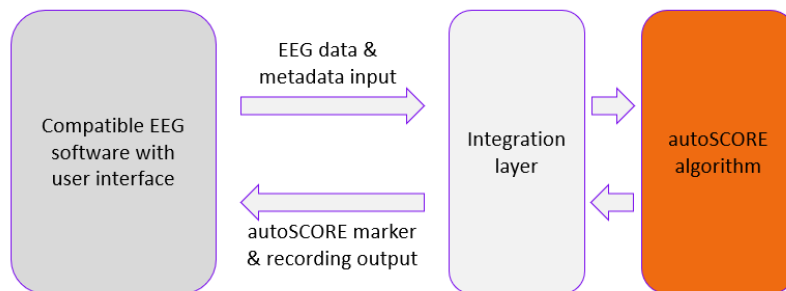 Compatible EEG
software with
user interface
EEG data &
metadata input
autoSCORE marker
& recording output
Integration
layer
autoSCORE
algorithm